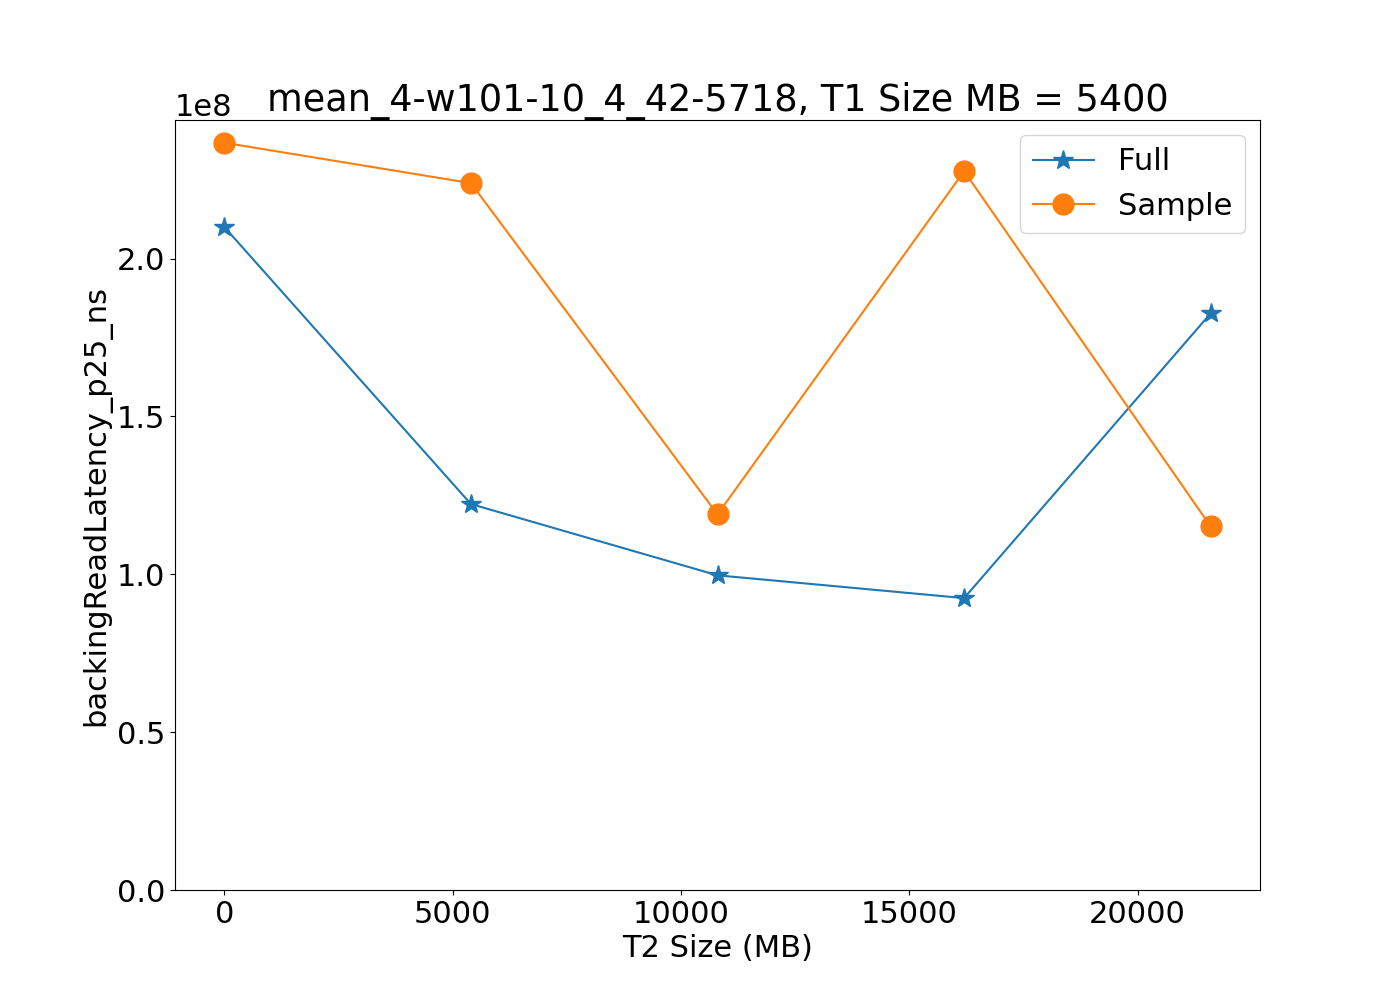 1e8
mean_4-w101-10_4_42-5718, T1 Size MB = 5400
Full
Sample
backingReadLatency_p25_ns
2.0
1.5
1.0
0.5
0.0
0 5000 10000 15000 20000
T2 Size (MB)